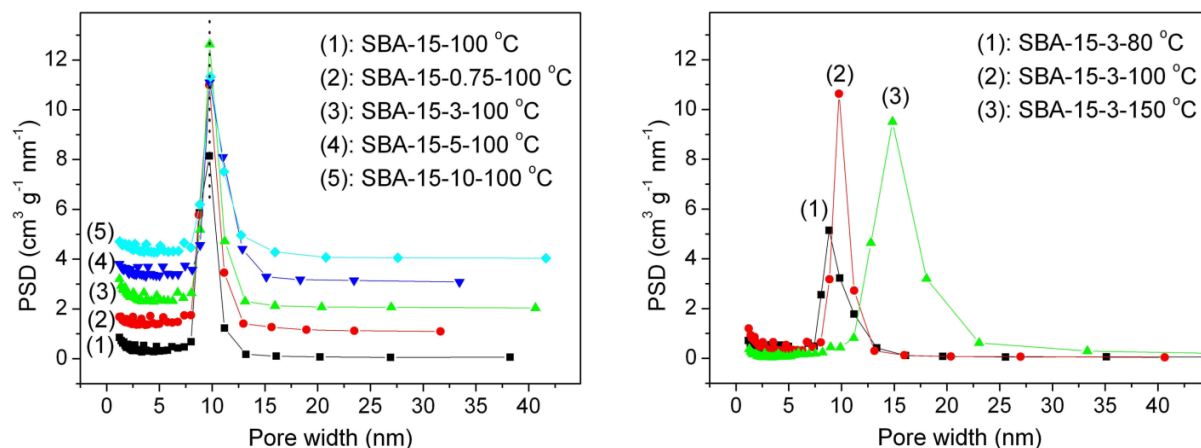 12
10
8
6
4
2
0
PSD (cm³ g⁻¹ nm⁻¹)
(1): SBA-15-100 °C
(2): SBA-15-0.75-100 °C
(3): SBA-15-3-100 °C
(4): SBA-15-5-100 °C
(5): SBA-15-10-100 °C
(5)
(4)
(3)
(2)
(1)
0 5 10 15 20 25 30 35 40
Pore width (nm)
12
10
8
6
4
2
0
PSD (cm³ g⁻¹ nm⁻¹)
(1): SBA-15-3-80 °C
(2): SBA-15-3-100 °C
(3): SBA-15-3-150 °C
(2)
(3)
(1)
0 5 10 15 20 25 30 35 40
Pore width (nm)